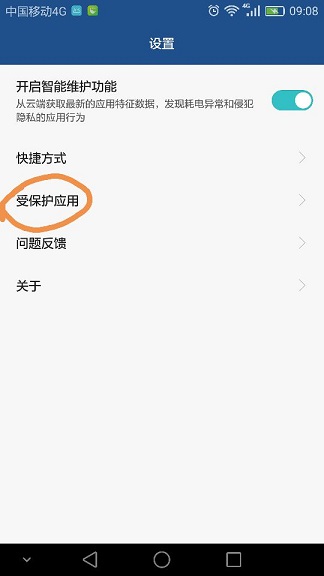 中国移动4G
4G
09:08
设置
开启智能维护功能
从云端获取最新的应用特征数据，发现耗电异常和侵犯
隐私的应用行为
快捷方式
受保护应用
问题反馈
关于